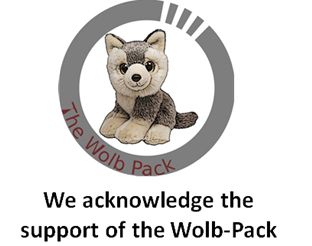 The Wolb Pack
We acknowledge the
support of the Wolb-Pack